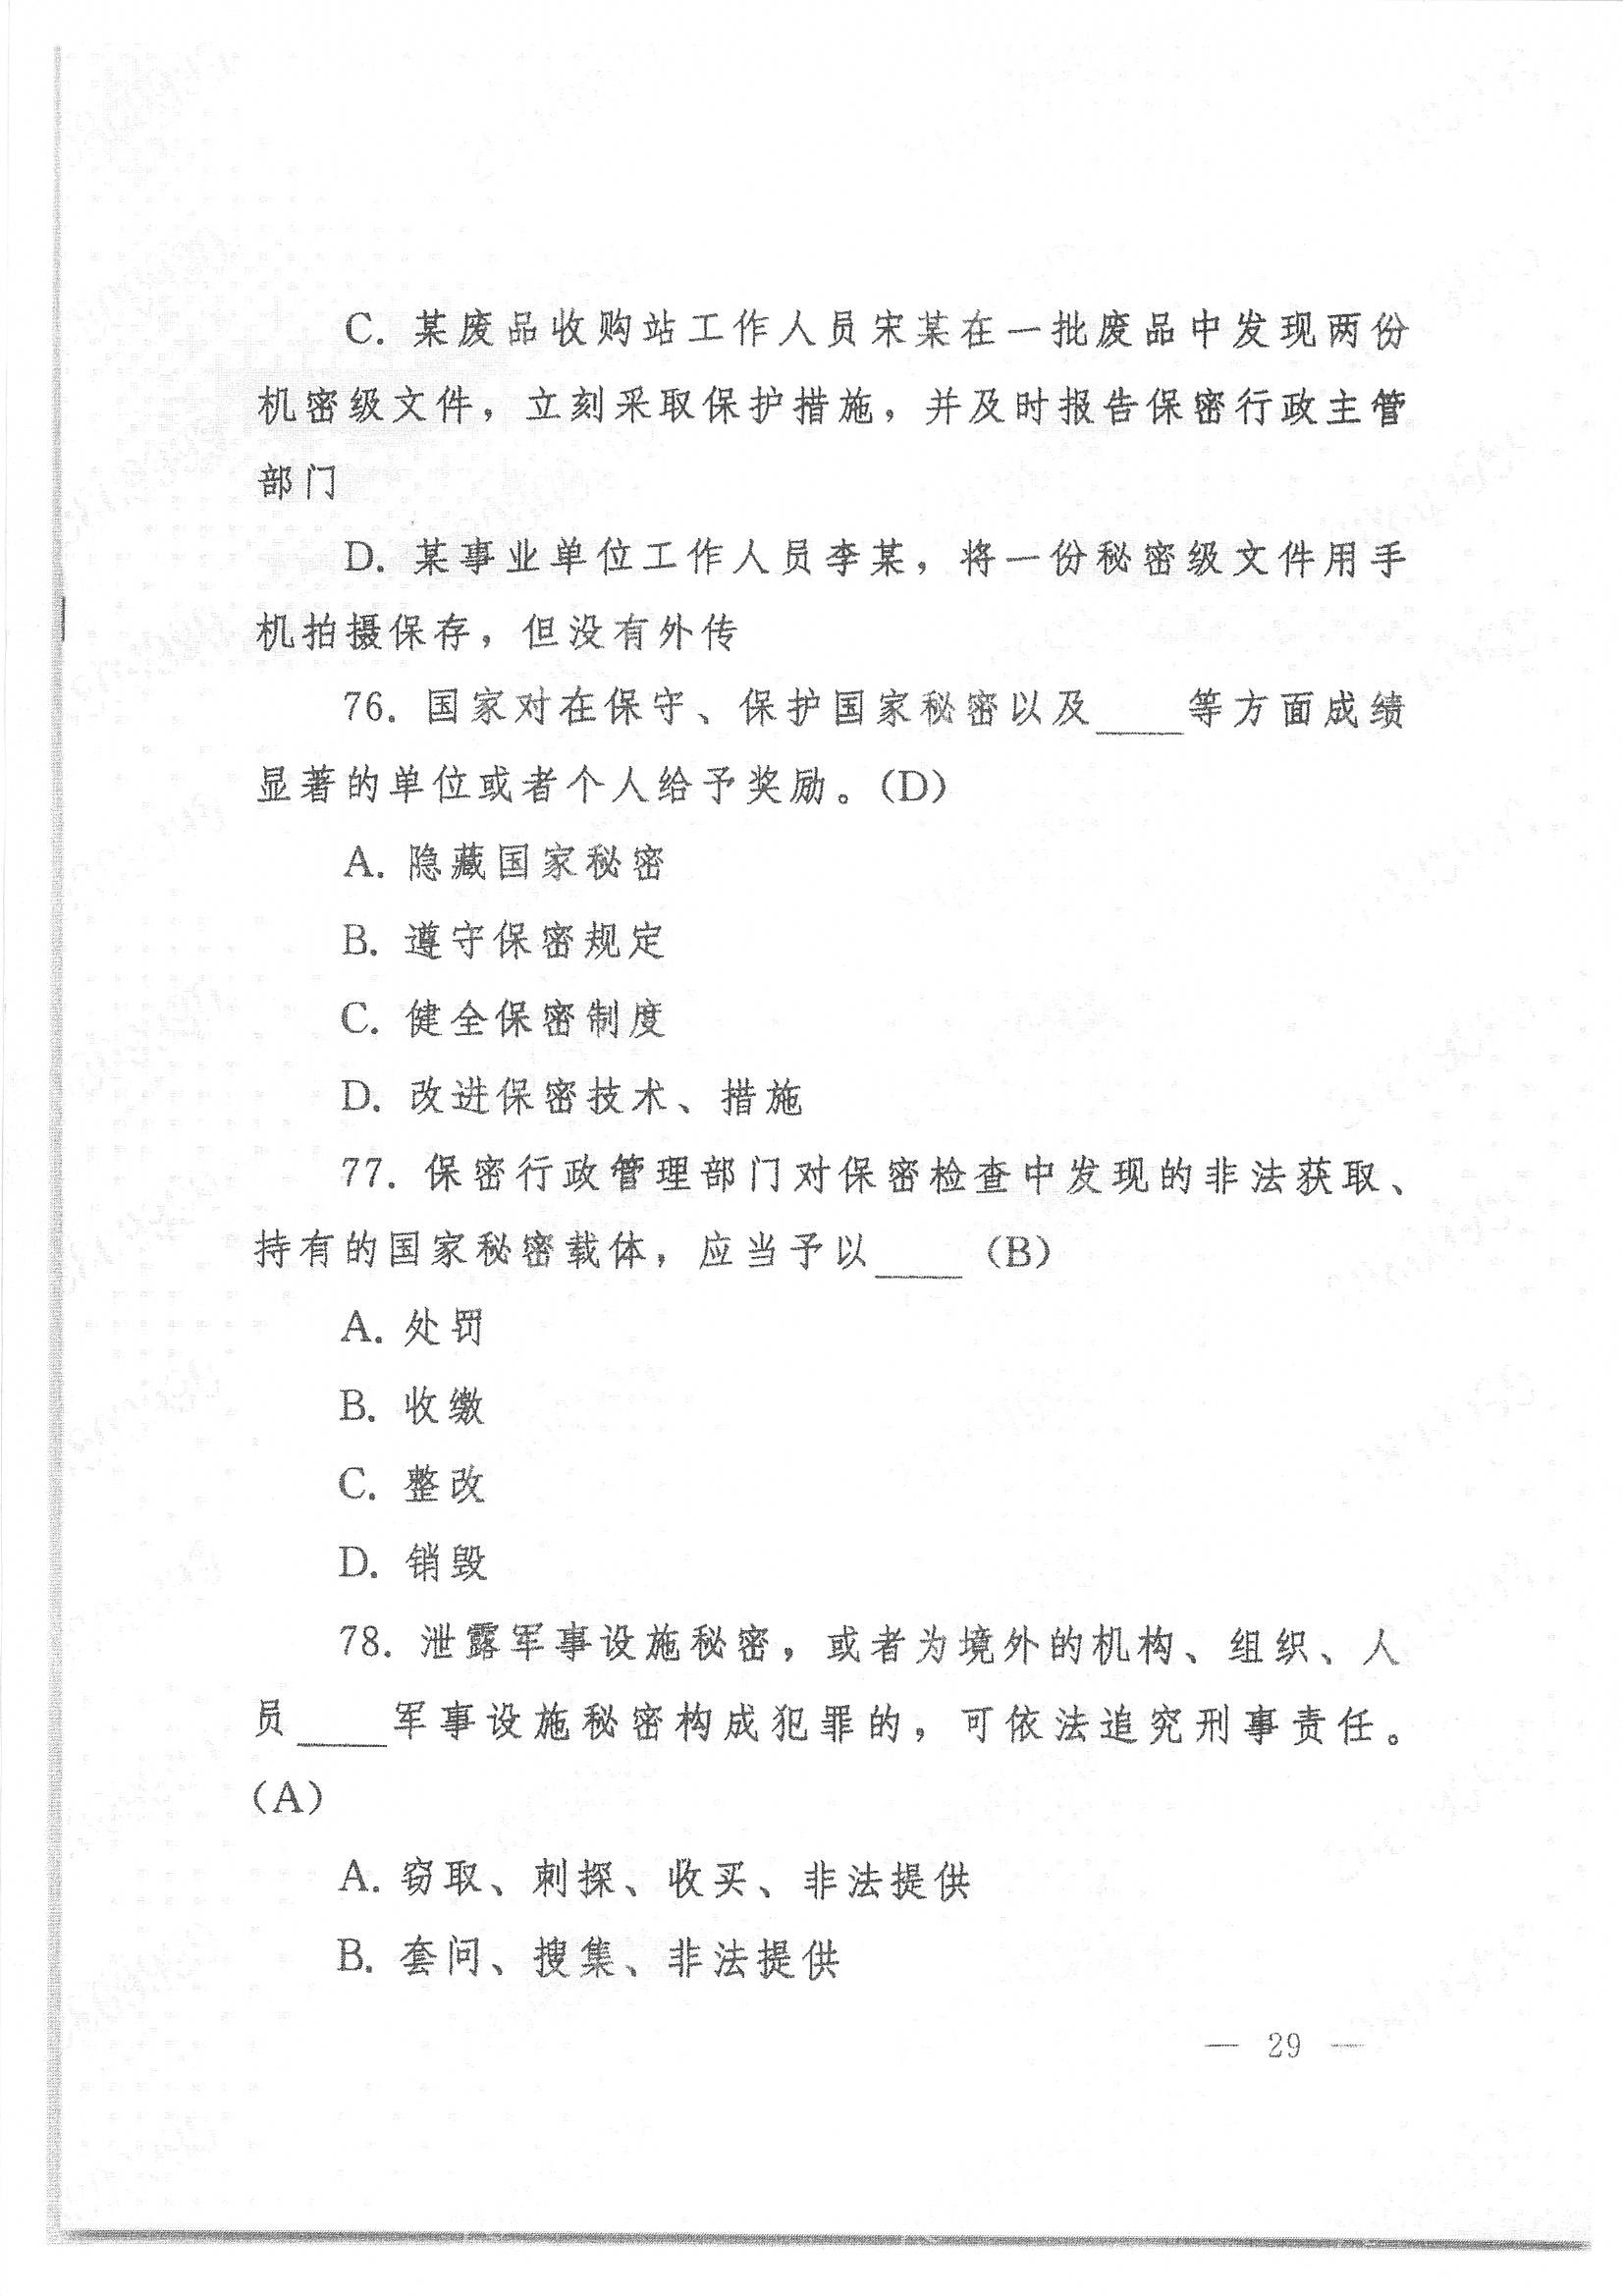 C. 某废品收购站工作人员宋某在一批废品中发现两份
机密级文件，立刻采取保护措施，并及时报告保密行政主管
部门
D. 某事业单位工作人员李某，将一份秘密级文件用手
机拍摄保存，但没有外传
76. 国家对在保守、保护国家秘密以及____等方面成绩
显著的单位或者个人给予奖励。(D)
A. 隐藏国家秘密
B. 遵守保密规定
C. 健全保密制度
D. 改进保密技术、措施
77. 保密行政管理部门对保密检查中发现的非法获取、
持有的国家秘密载体，应当予以____ (B)
A. 处罚
B. 收缴
C. 整改
D. 销毁
78. 泄露军事设施秘密，或者为境外的机构、组织、人
员____军事设施秘密构成犯罪的，可依法追究刑事责任。
(A)
A. 窃取、刺探、收买、非法提供
B. 套问、搜集、非法提供
— 29 —